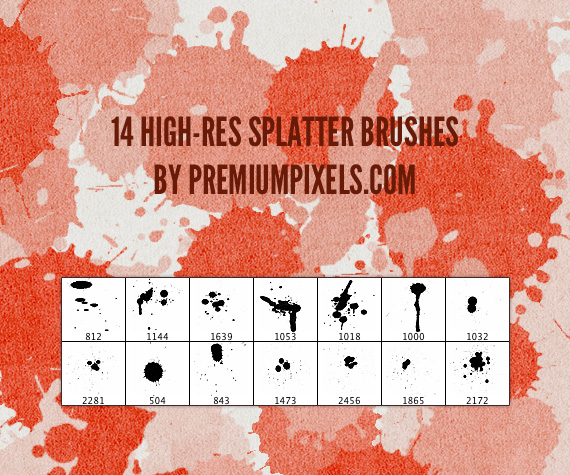 14 HIGH-RES SPLATTER BRUSHES
BY PREMIUMPIXELS.COM
812 1144 1639 1053 1018 1000 1032
2281 504 843 1473 2456 1865 2172